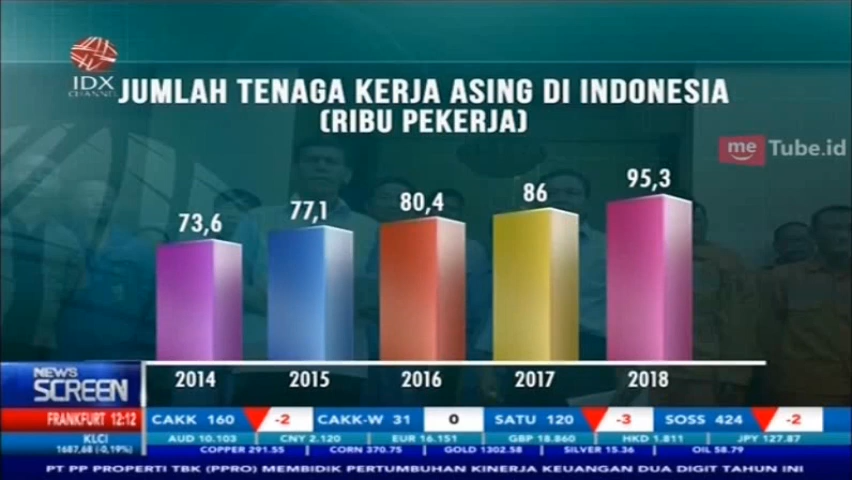 IDX
CHANNEL
JUMLAH TENAGA KERJA ASING DI INDONESIA
(RIBU PEKERJA)
me Tube.id
73,6
77,1
80,4
86
95,3
2014
2015
2016
2017
2018
NEWS
SCREEN
FRANKFURT 12:12
CAKK 160 -2 CAKK-W 31 0 SATU 120 -3 SOSS 424 -2
KLCI
1687,68 (-0,19%)
AUD 10.103 CNY 2.120 EUR 16.151 GBP 18.860 HKD 1.811 JPY 127.87
COPPER 291.55 CORN 370.75 GOLD 1302.58 SILVER 15.36 OIL 58.79
PT PP PROPERTI TBK (PPRO) MEMBIDIK PERTUMBUHAN KINERJA KEUANGAN DUA DIGIT TAHUN INI